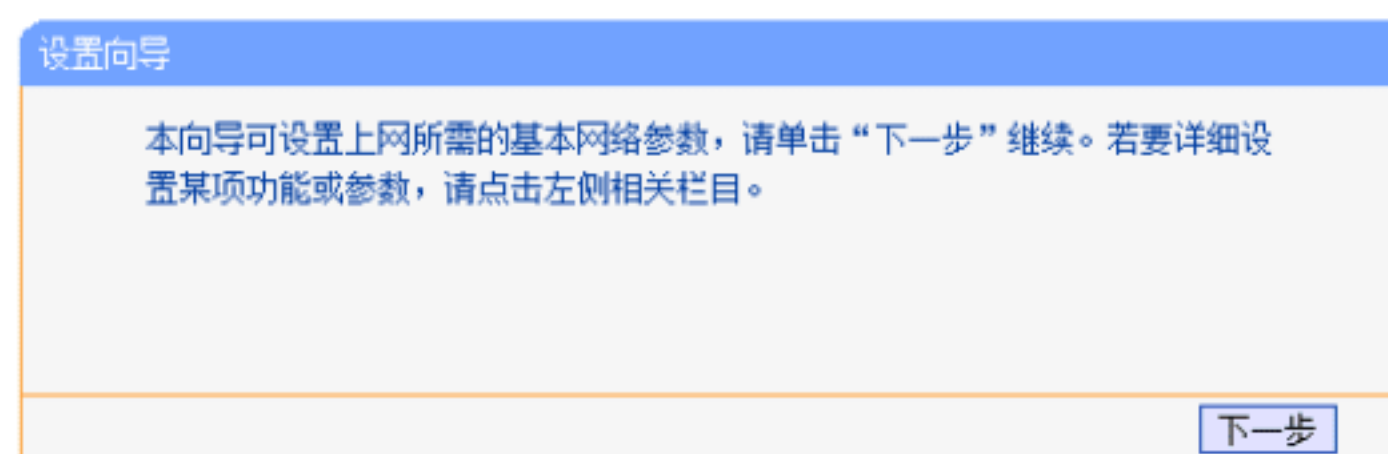 设置向导
本向导可设置上网所需的基本网络参数，请单击“下一步”继续。若要详细设
置某项功能或参数，请点击左侧相关栏目。
下一步